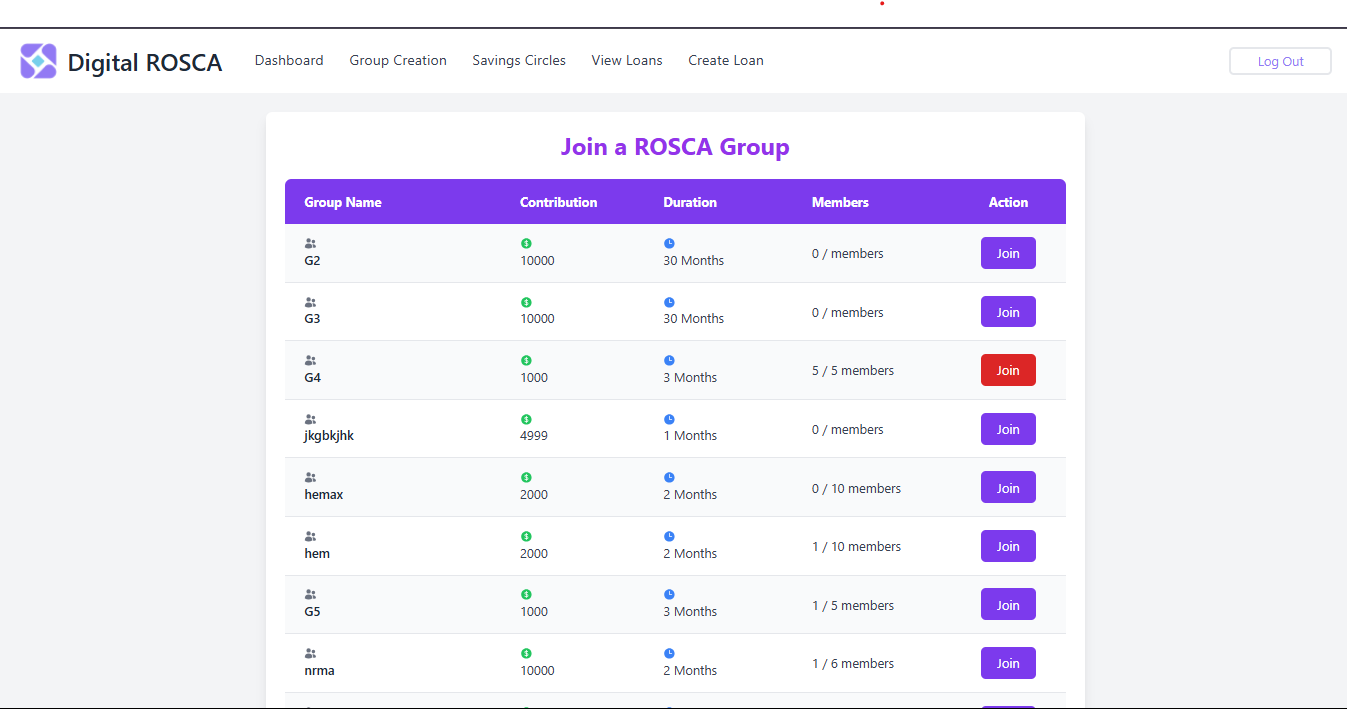 Digital ROSCA Dashboard Group Creation Savings Circles View Loans Create Loan Log Out
Join a ROSCA Group
Group Name Contribution Duration Members Action
G2 10000 30 Months 0 / members Join
G3 10000 30 Months 0 / members Join
G4 1000 3 Months 5 / 5 members Join
jkgbkjhk 4999 1 Months 0 / members Join
hemax 2000 2 Months 0 / 10 members Join
hem 2000 2 Months 1 / 10 members Join
G5 1000 3 Months 1 / 5 members Join
nrma 10000 2 Months 1 / 6 members Join